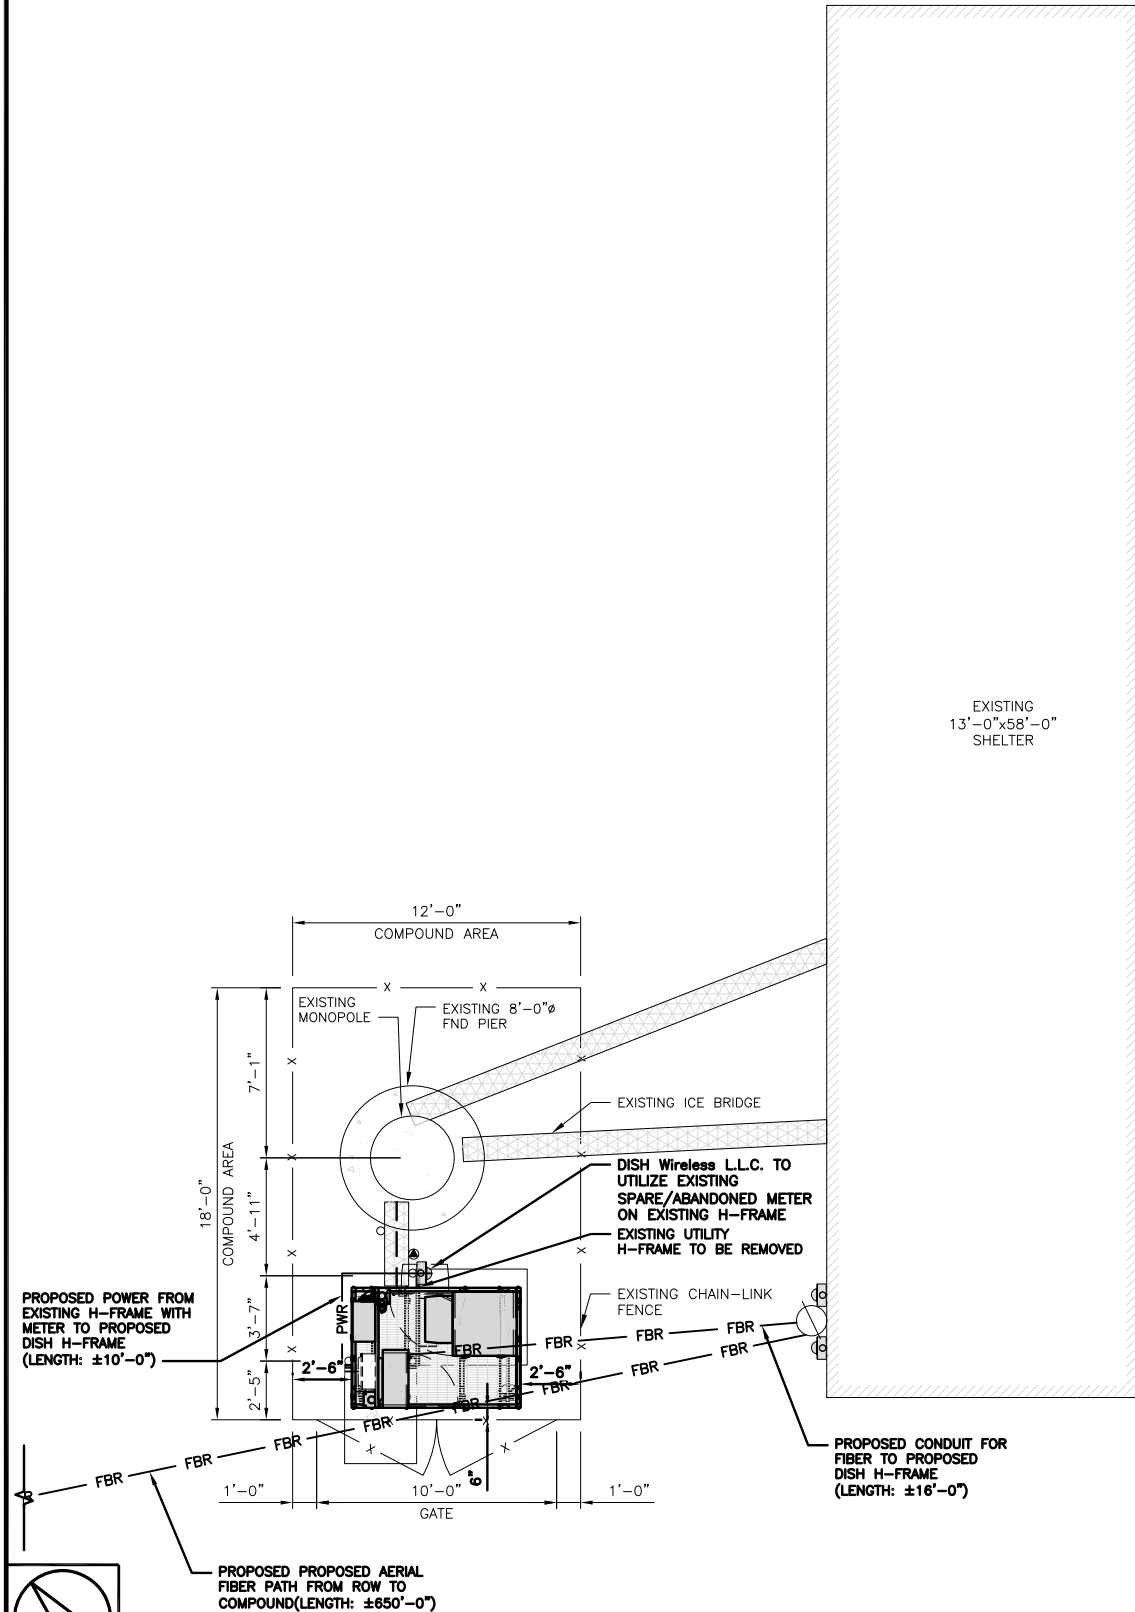 EXISTING
13'-0"x58'-0"
SHELTER
12'-0"
COMPOUND AREA
EXISTING
MONOPOLE
EXISTING 8'-0"ø
FND PIER
X
X
X
X
X
X
X
X
X
X
X
X
X
X
7'-1"
18'-0"
COMPOUND AREA
4'-11"
3'-7"
2'-5"
EXISTING ICE BRIDGE
DISH Wireless L.L.C. TO
UTILIZE EXISTING
SPARE/ABANDONED METER
ON EXISTING H-FRAME
EXISTING UTILITY
H-FRAME TO BE REMOVED
EXISTING CHAIN-LINK
FENCE
PROPOSED POWER FROM
EXISTING H-FRAME WITH
METER TO PROPOSED
DISH H-FRAME
(LENGTH: ±10'-0")
PWR
2'-6"
2'-6"
FBR
FBR
FBR
FBR
FBR
FBR
FBR
FBR
FBR
FBR
FBR
FBR
6"
1'-0"
10'-0"
1'-0"
GATE
PROPOSED CONDUIT FOR
FIBER TO PROPOSED
DISH H-FRAME
(LENGTH: ±16'-0")
PROPOSED PROPOSED AERIAL
FIBER PATH FROM ROW TO
COMPOUND(LENGTH: ±650'-0")